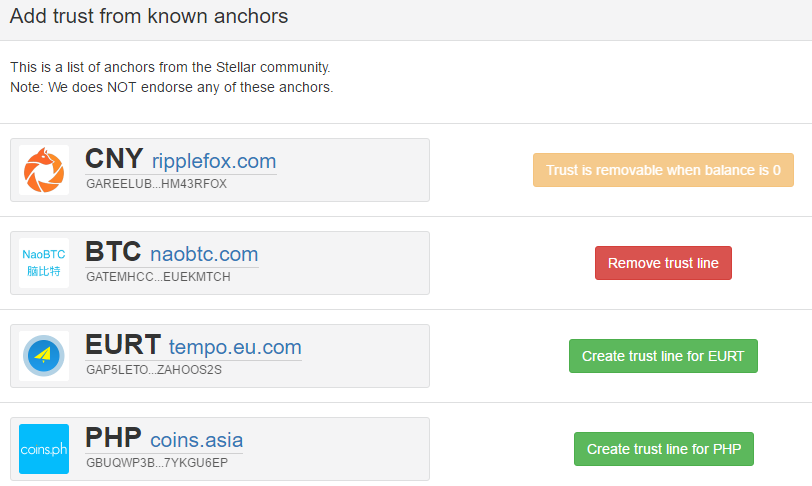 Add trust from known anchors
This is a list of anchors from the Stellar community.
Note: We does NOT endorse any of these anchors.
CNY ripplefox.com
GAREELUB...HM43RFOX
Trust is removable when balance is 0
NaoBTC
脑比特
BTC naobtc.com
GATEMHCC...EUEKMTCH
Remove trust line
EURT tempo.eu.com
GAP5LETO...ZAHOOS2S
Create trust line for EURT
coins.ph
PHP coins.asia
GBUQWP3B...7YKGU6EP
Create trust line for PHP